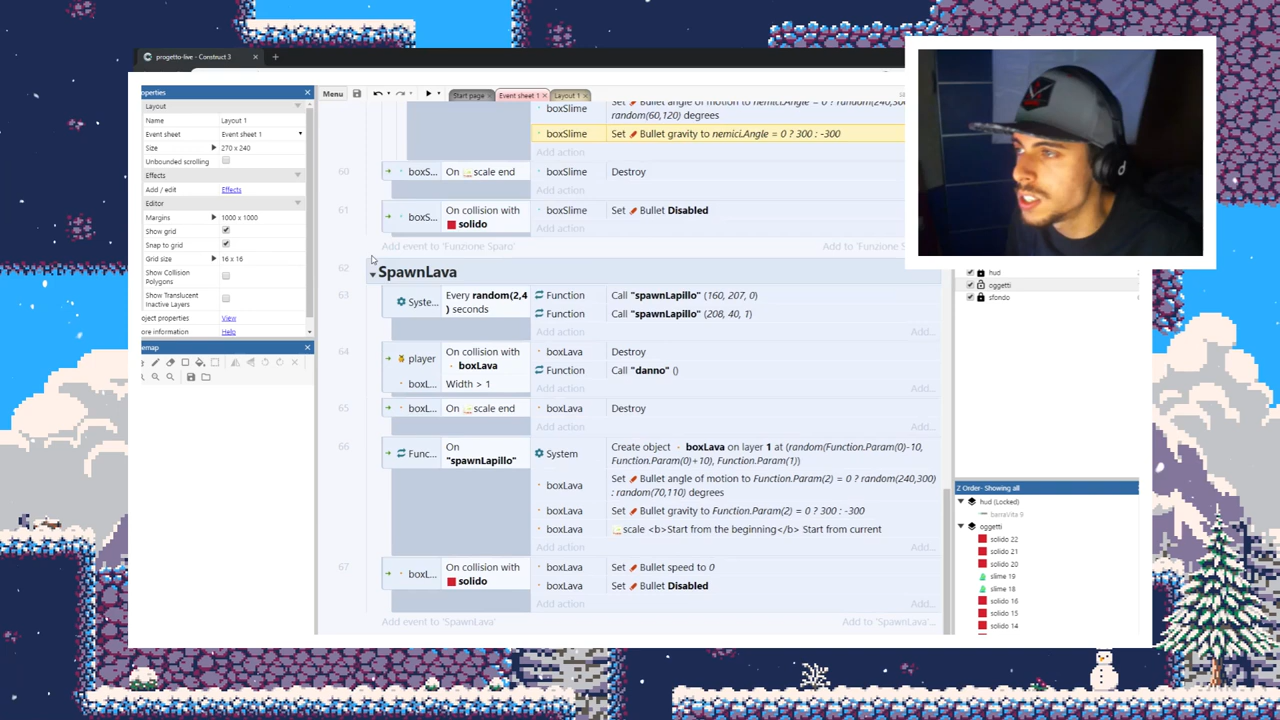 progetto-live - Construct 3
Menu
Start page
Event sheet 1
Layout 1
roperties
Layout
Name
Layout 1
Event sheet
Event sheet 1
Size
270 x 240
Unbounded scrolling
Effects
Add / edit
Effects
Editor
Margins
1000 x 1000
Show grid
Snap to grid
Grid size
16 x 16
Show Collision
Polygons
Show Translucent
Inactive Layers
oject properties
View
ore information
Help
emap
boxSlime Set Bullet angle of motion to nemici.Angle = 0 ? random(240,300
random(60,120) degrees
boxSlime Set Bullet gravity to nemici.Angle = 0 ? 300 : -300
Add action
60 boxS... On scale end boxSlime Destroy
Add action
61 boxS... On collision with
solido
boxSlime Set Bullet Disabled
Add action
Add event to 'Funzione Sparo'
Add to 'Funzione S
62 SpawnLava
63 Syste... Every random(2,4
) seconds
Function Call "spawnLapillo" (160, 207, 0)
Function Call "spawnLapillo" (208, 40, 1)
Add action Add...
64 player On collision with
boxLava
boxL... Width > 1
boxLava Destroy
Function Call "danno" ()
Add action Add...
65 boxL... On scale end boxLava Destroy
Add action Add...
66 Func... On
"spawnLapillo"
System Create object boxLava on layer 1 at (random(Function.Param(0)-10,
Function.Param(0)+10), Function.Param(1))
boxLava Set Bullet angle of motion to Function.Param(2) = 0 ? random(240,300)
: random(70,110) degrees
boxLava Set Bullet gravity to Function.Param(2) = 0 ? 300 : -300
boxLava scale <b>Start from the beginning</b> Start from current
Add action Add...
67 boxL... On collision with
solido
boxLava Set Bullet speed to 0
boxLava Set Bullet Disabled
Add action Add...
Add event to 'SpawnLava'
Add to 'SpawnLava'...
hud
oggetti
sfondo
Z Order- Showing all
hud (Locked)
barraVita 9
oggetti
solido 22
solido 21
solido 20
slime 19
slime 18
solido 16
solido 15
solido 14